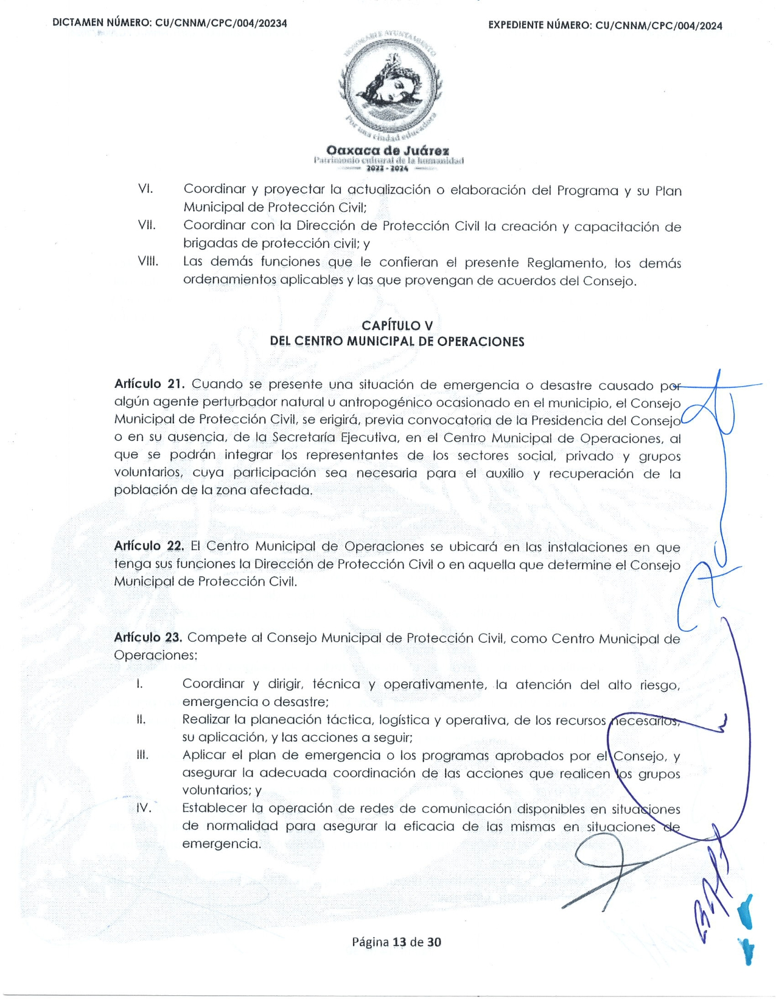 DICTAMEN NÚMERO: CU/CNNM/CPC/004/20234
EXPEDIENTE NÚMERO: CU/CNNM/CPC/004/2024
HONORABLE AYUNTAMIENTO
Por una ciudad educadora
Oaxaca de Juárez
Patrimonio cultural de la humanidad
2022 - 2024
VI. Coordinar y proyectar la actualización o elaboración del Programa y su Plan
Municipal de Protección Civil;
VII. Coordinar con la Dirección de Protección Civil la creación y capacitación de
brigadas de protección civil; y
VIII. Las demás funciones que le confieran el presente Reglamento, los demás
ordenamientos aplicables y las que provengan de acuerdos del Consejo.
CAPÍTULO V
DEL CENTRO MUNICIPAL DE OPERACIONES
Artículo 21. Cuando se presente una situación de emergencia o desastre causado por
algún agente perturbador natural u antropogénico ocasionado en el municipio, el Consejo
Municipal de Protección Civil, se erigirá, previa convocatoria de la Presidencia del Consejo
o en su ausencia, de la Secretaría Ejecutiva, en el Centro Municipal de Operaciones, al
que se podrán integrar los representantes de los sectores social, privado y grupos
voluntarios, cuya participación sea necesaria para el auxilio y recuperación de la
población de la zona afectada.
Artículo 22. El Centro Municipal de Operaciones se ubicará en las instalaciones en que
tenga sus funciones la Dirección de Protección Civil o en aquella que determine el Consejo
Municipal de Protección Civil.
Artículo 23. Compete al Consejo Municipal de Protección Civil, como Centro Municipal de
Operaciones:
I. Coordinar y dirigir, técnica y operativamente, la atención del alto riesgo,
emergencia o desastre;
II. Realizar la planeación táctica, logística y operativa, de los recursos necesarios,
su aplicación, y las acciones a seguir;
III. Aplicar el plan de emergencia o los programas aprobados por el Consejo, y
asegurar la adecuada coordinación de las acciones que realicen los grupos
voluntarios; y
IV. Establecer la operación de redes de comunicación disponibles en situaciones
de normalidad para asegurar la eficacia de las mismas en situaciones de
emergencia.
Página 13 de 30